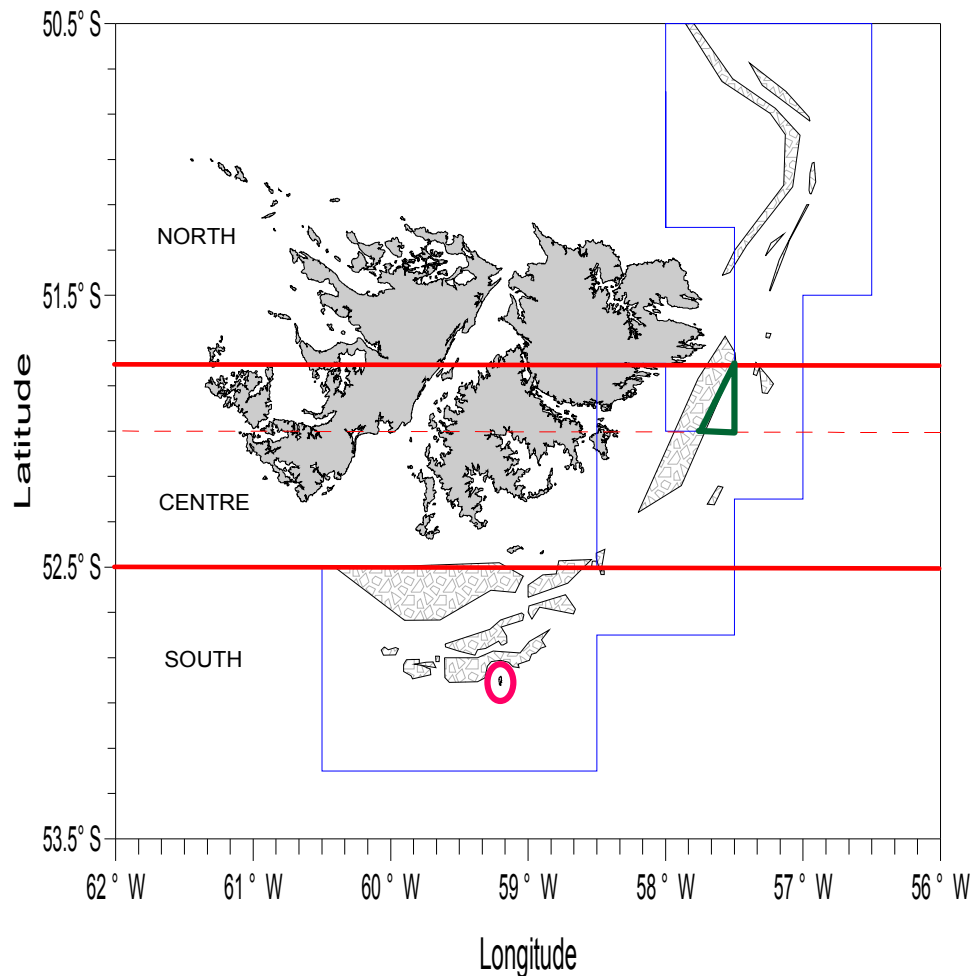 50.5° S
NORTH
51.5° S
Latitude
CENTRE
52.5° S
SOUTH
53.5° S
62° W 61° W 60° W 59° W 58° W 57° W 56° W
Longitude